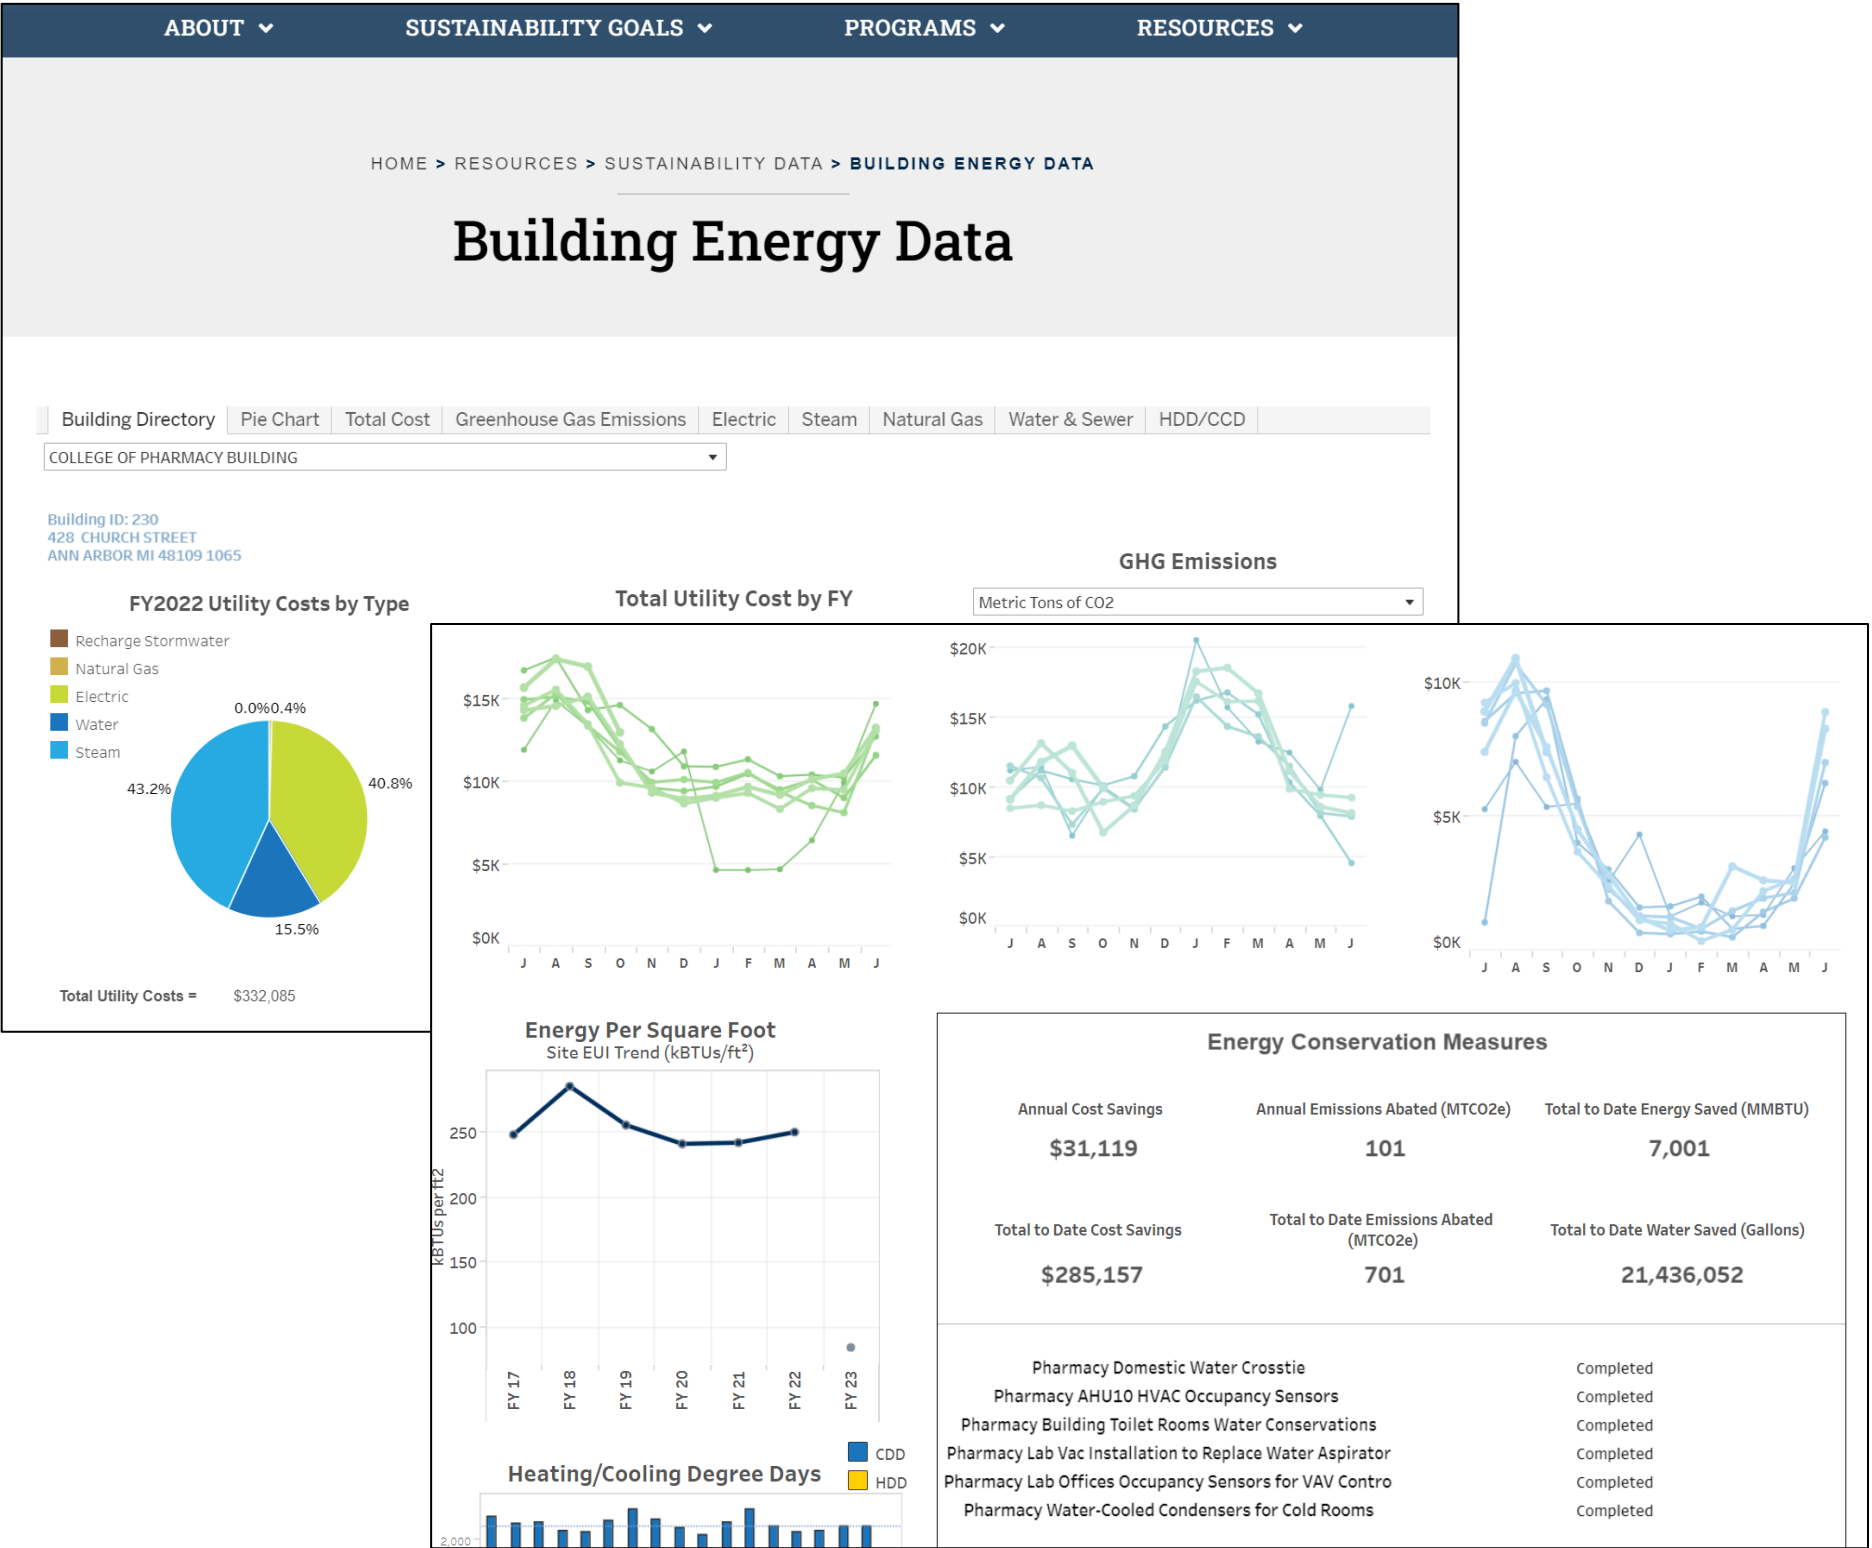 ABOUT SUSTAINABILITY GOALS PROGRAMS RESOURCES
HOME > RESOURCES > SUSTAINABILITY DATA > BUILDING ENERGY DATA
Building Energy Data
Building Directory Pie Chart Total Cost Greenhouse Gas Emissions Electric Steam Natural Gas Water & Sewer HDD/CCD
COLLEGE OF PHARMACY BUILDING
Building ID: 230
428 CHURCH STREET
ANN ARBOR MI 48109 1065
FY2022 Utility Costs by Type
Recharge Stormwater
Natural Gas
Electric
Water
Steam
0.0%0.4%
43.2%
40.8%
15.5%
Total Utility Costs = $332,085
Total Utility Cost by FY
GHG Emissions
Metric Tons of CO2
$15K
$10K
$5K
$0K
J A S O N D J F M A M J
$20K
$15K
$10K
$5K
$0K
J A S O N D J F M A M J
$10K
$5K
$0K
J A S O N D J F M A M J
Energy Per Square Foot
Site EUI Trend (kBTUs/ft²)
kBTUs per ft2
250
200
150
100
FY 17 FY 18 FY 19 FY 20 FY 21 FY 22 FY 23
CDD
HDD
Heating/Cooling Degree Days
2,000
Energy Conservation Measures
Annual Cost Savings Annual Emissions Abated (MTCO2e) Total to Date Energy Saved (MMBTU)
$31,119 101 7,001
Total to Date Cost Savings Total to Date Emissions Abated (MTCO2e) Total to Date Water Saved (Gallons)
$285,157 701 21,436,052
Pharmacy Domestic Water Crosstie Completed
Pharmacy AHU10 HVAC Occupancy Sensors Completed
Pharmacy Building Toilet Rooms Water Conservations Completed
Pharmacy Lab Vac Installation to Replace Water Aspirator Completed
Pharmacy Lab Offices Occupancy Sensors for VAV Contro Completed
Pharmacy Water-Cooled Condensers for Cold Rooms Completed